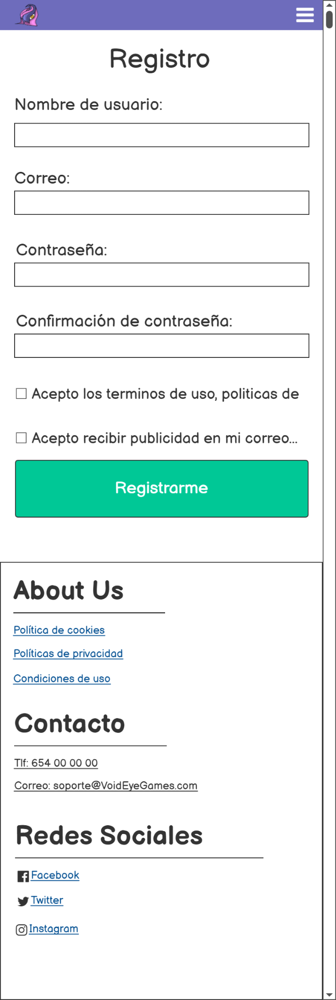 Registro
Nombre de usuario:
Correo:
Contraseña:
Confirmación de contraseña:
Acepto los terminos de uso, politicas de
Acepto recibir publicidad en mi correo...
Registrarme
About Us
Política de cookies
Políticas de privacidad
Condiciones de uso
Contacto
Tlf: 654 00 00 00
Correo: soporte@VoidEyeGames.com
Redes Sociales
Facebook
Twitter
Instagram